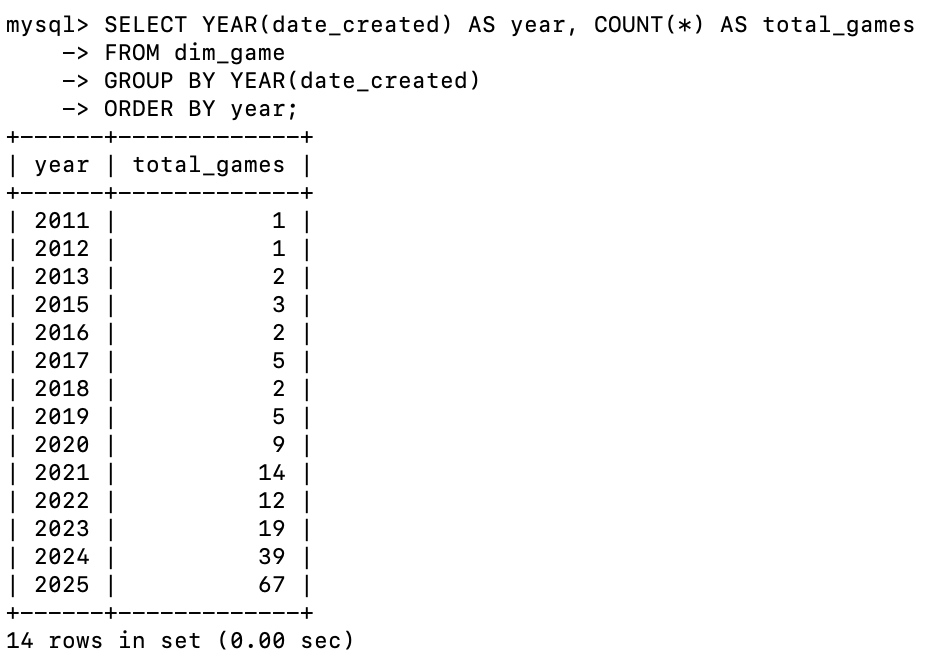 mysql> SELECT YEAR(date_created) AS year, COUNT(*) AS total_games
    -> FROM dim_game
    -> GROUP BY YEAR(date_created)
    -> ORDER BY year;
+------+-------------+
| year | total_games |
+------+-------------+
| 2011 |           1 |
| 2012 |           1 |
| 2013 |           2 |
| 2015 |           3 |
| 2016 |           2 |
| 2017 |           5 |
| 2018 |           2 |
| 2019 |           5 |
| 2020 |           9 |
| 2021 |          14 |
| 2022 |          12 |
| 2023 |          19 |
| 2024 |          39 |
| 2025 |          67 |
+------+-------------+
14 rows in set (0.00 sec)